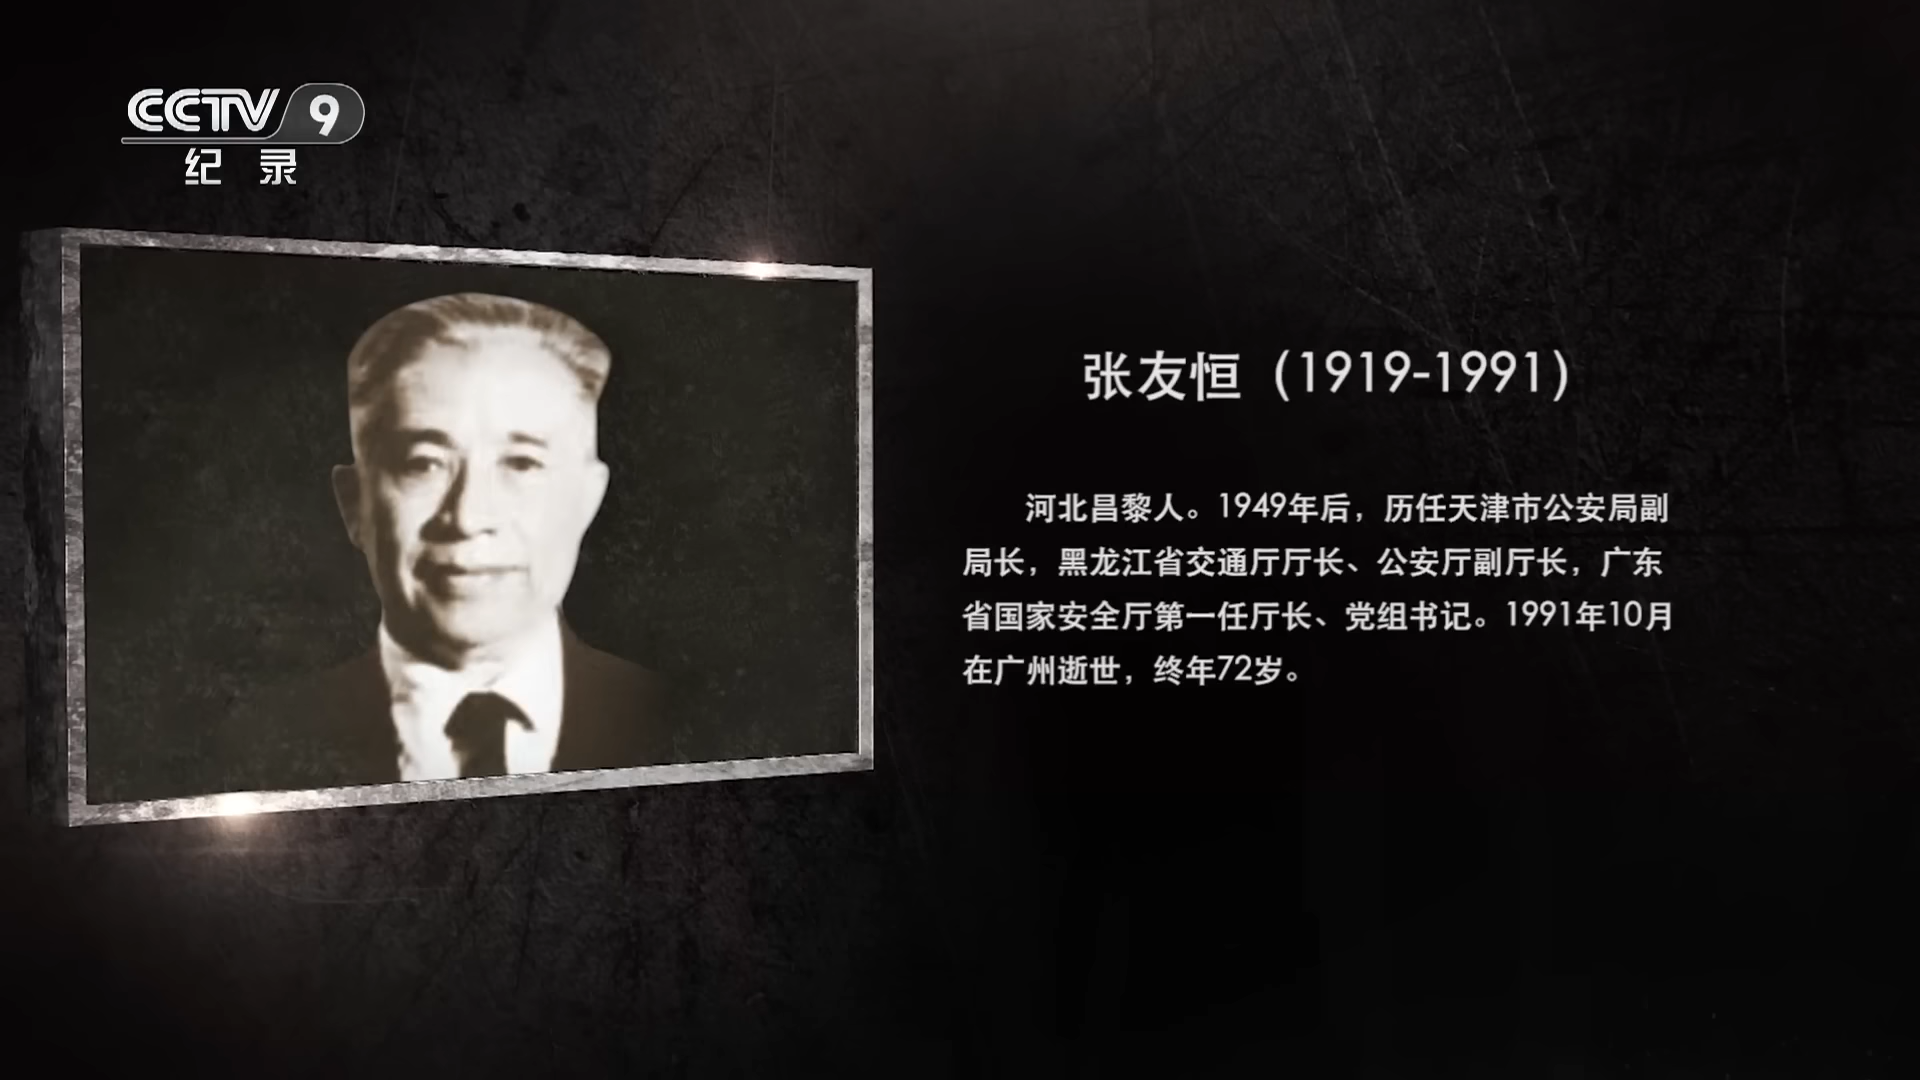 CCTV 9
纪 录
张友恒（1919-1991）
河北昌黎人。1949年后，历任天津市公安局副
局长，黑龙江省交通厅厅长、公安厅副厅长，广东
省国家安全厅第一任厅长、党组书记。1991年10月
在广州逝世，终年72岁。